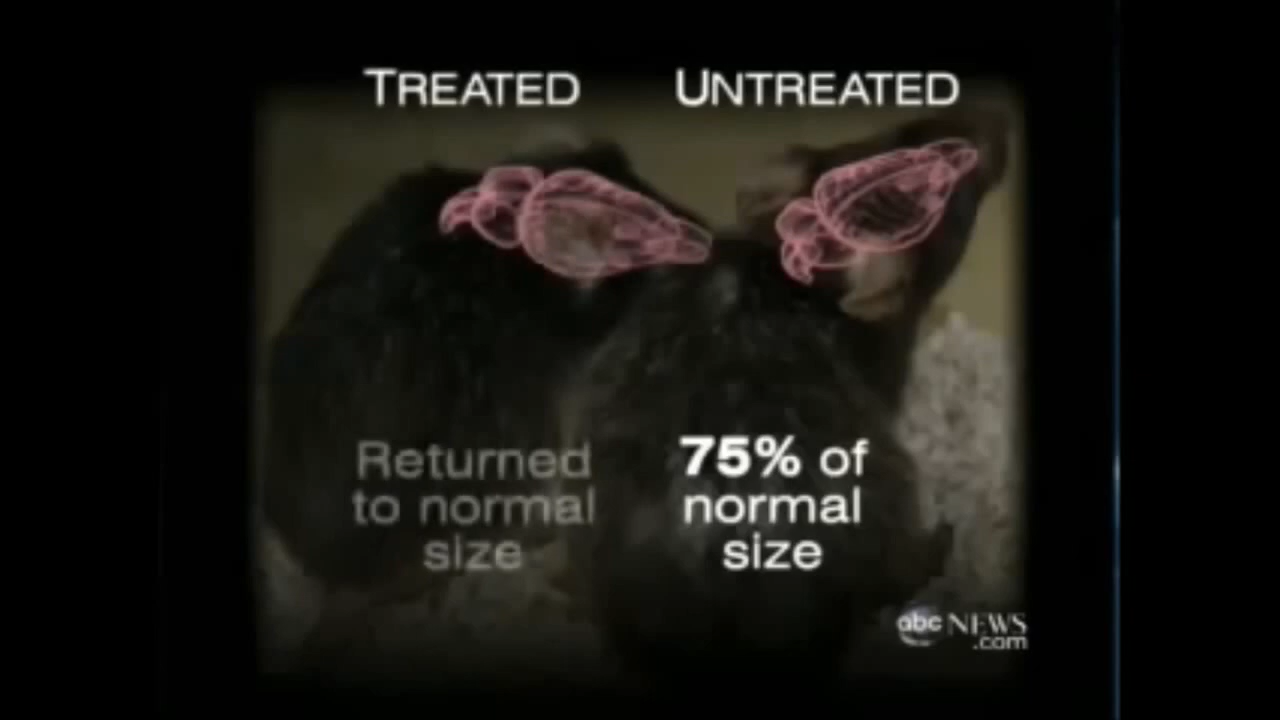 TREATED
UNTREATED
Returned
to normal
size
75% of
normal
size
abc NEWS
.com